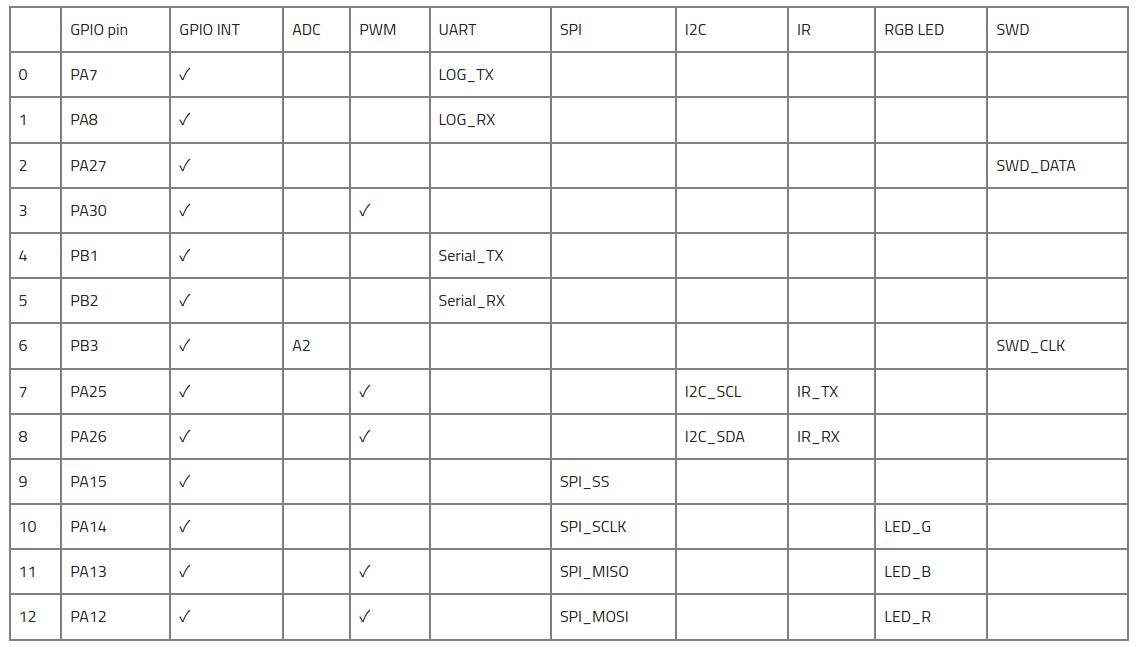 GPIO pin GPIO INT ADC PWM UART SPI I2C IR RGB LED SWD
0 PA7 ✓ LOG_TX
1 PA8 ✓ LOG_RX
2 PA27 ✓ SWD_DATA
3 PA30 ✓ ✓
4 PB1 ✓ Serial_TX
5 PB2 ✓ Serial_RX
6 PB3 ✓ A2 SWD_CLK
7 PA25 ✓ ✓ I2C_SCL IR_TX
8 PA26 ✓ ✓ I2C_SDA IR_RX
9 PA15 ✓ SPI_SS
10 PA14 ✓ SPI_SCLK LED_G
11 PA13 ✓ ✓ SPI_MISO LED_B
12 PA12 ✓ ✓ SPI_MOSI LED_R